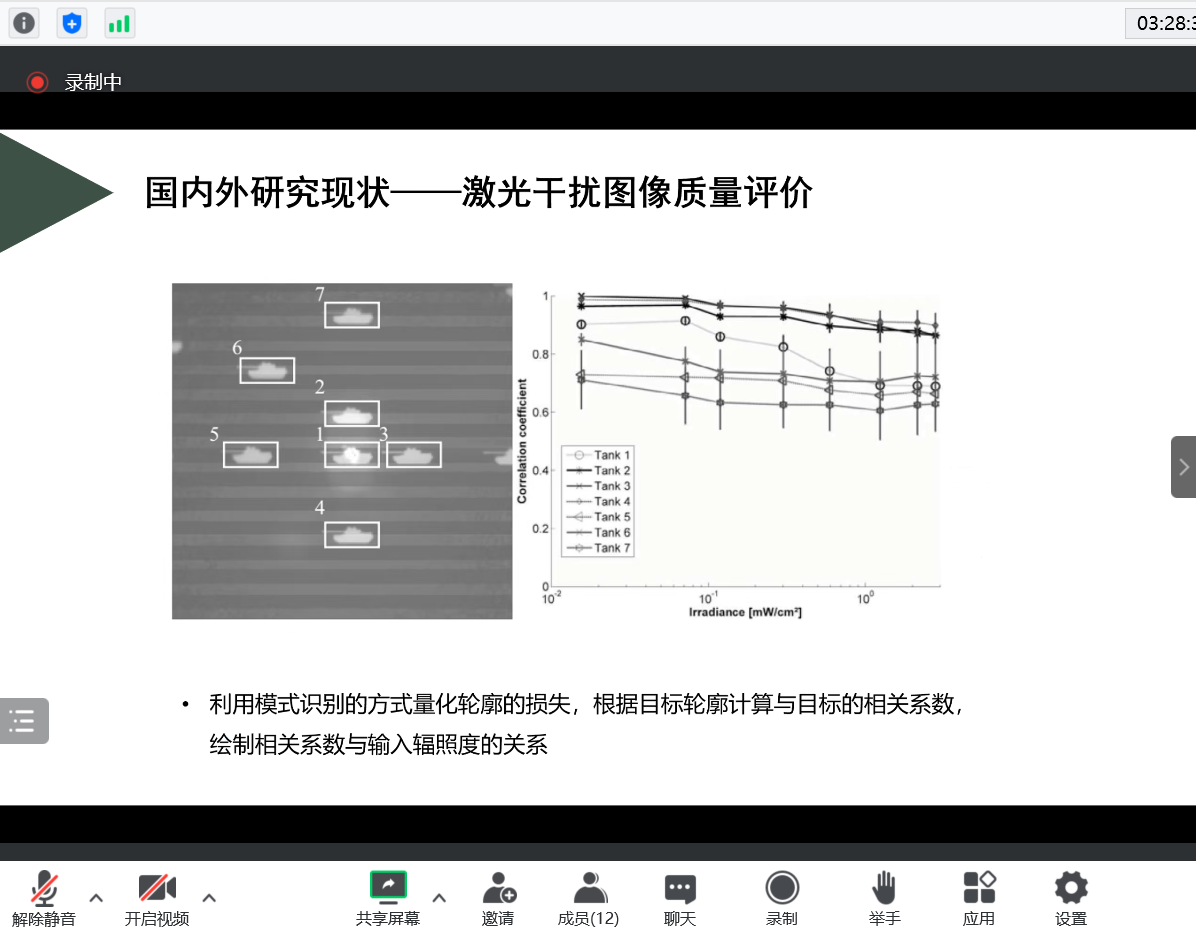 03:28:3
录制中
国内外研究现状——激光干扰图像质量评价
7
6
2
5
1
3
4
1
0.8
0.6
0.4
0.2
0
Correlation coefficient
Tank 1
Tank 2
Tank 3
Tank 4
Tank 5
Tank 6
Tank 7
10⁻² 10⁻¹ 10⁰
Irradiance [mW/cm²]
• 利用模式识别的方式量化轮廓的损失，根据目标轮廓计算与目标的相关系数，
绘制相关系数与输入辐照度的关系
解除静音 开启视频 共享屏幕 邀请 成员(12) 聊天 录制 举手 应用 设置